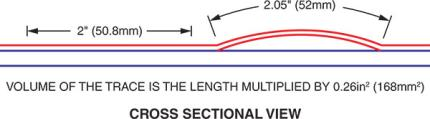 2.05" (52mm)
2" (50.8mm)
VOLUME OF THE TRACE IS THE LENGTH MULTIPLIED BY 0.26in² (168mm²)
CROSS SECTIONAL VIEW